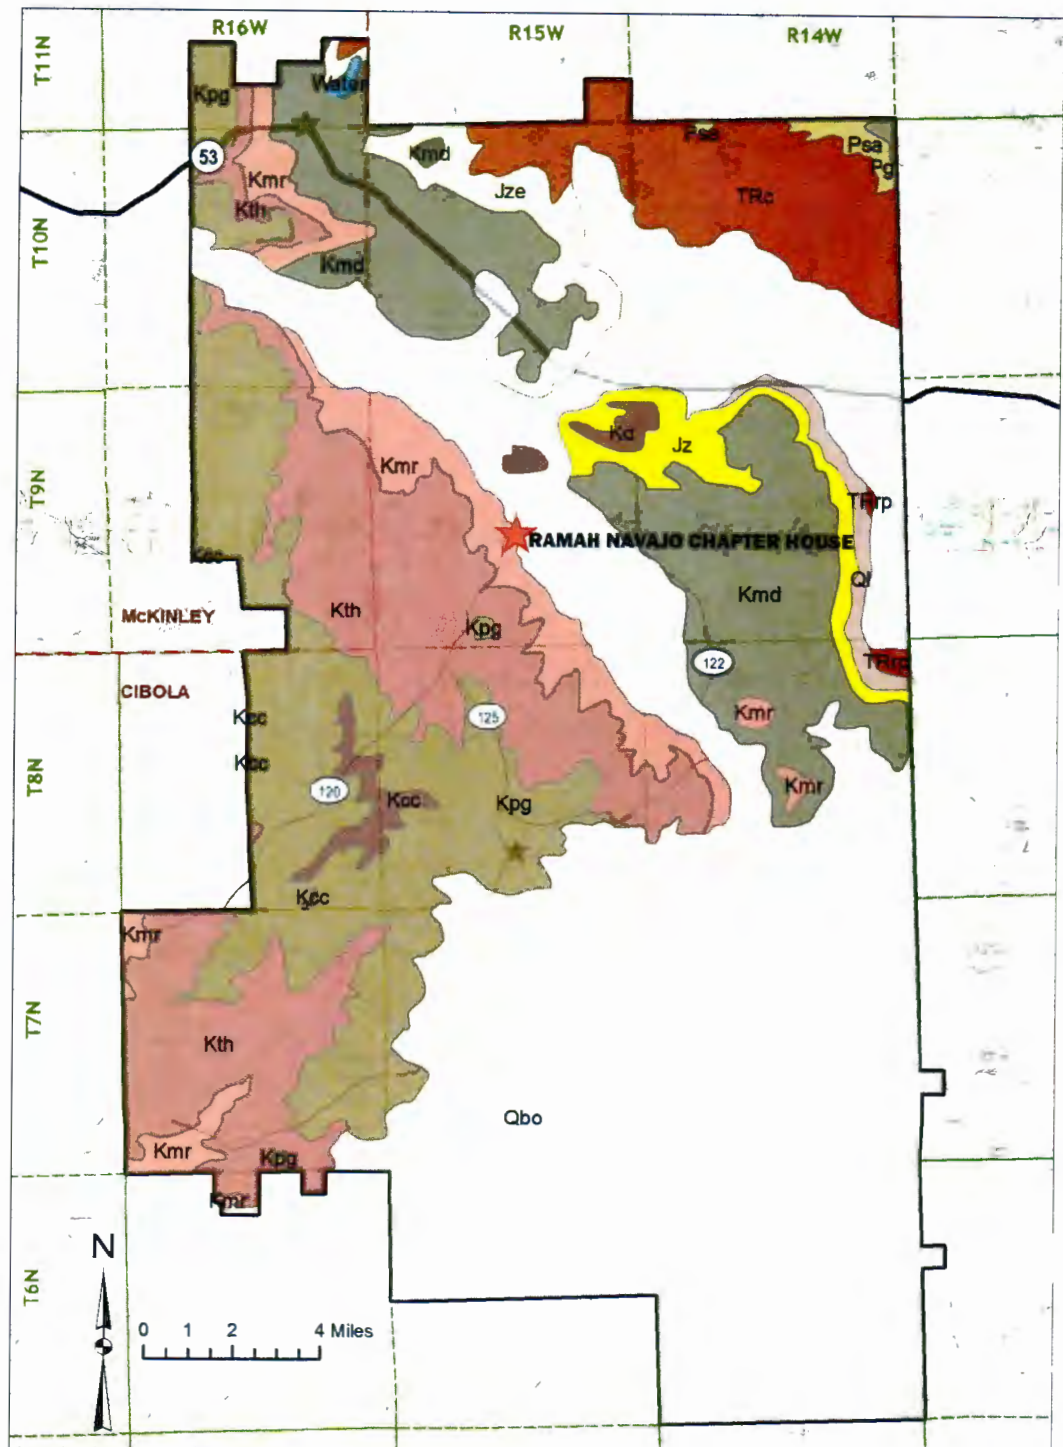 R16W
R15W
R14W
T11N
Water
Kpg
53
Kmd
Psa
Psa
Pg
Kmr
Jze
TRc
Kth
T10N
Kmd
Kd
Jz
Kmr
T9N
TRrp
RAMAH NAVAJO CHAPTER HOUSE
Kcc
Ql
Kmd
McKINLEY
Kth
Kpg
122
TRrp
CIBOLA
Kcc
125
Kmr
Kcc
T8N
120
Kcc
Kpg
Kmr
Kcc
Kmr
T7N
Kth
Qbo
Kmr
Kpg
Kmr
N
T6N
0 1 2 4 Miles